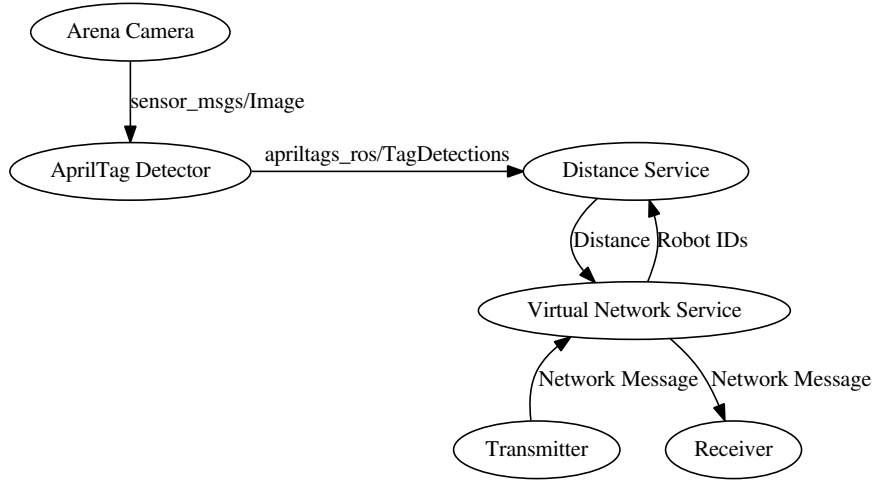 Arena Camera
sensor_msgs/Image
apriltags_ros/TagDetections
AprilTag Detector
Distance Service
Distance
Robot IDs
Virtual Network Service
Network Message
Network Message
Transmitter
Receiver